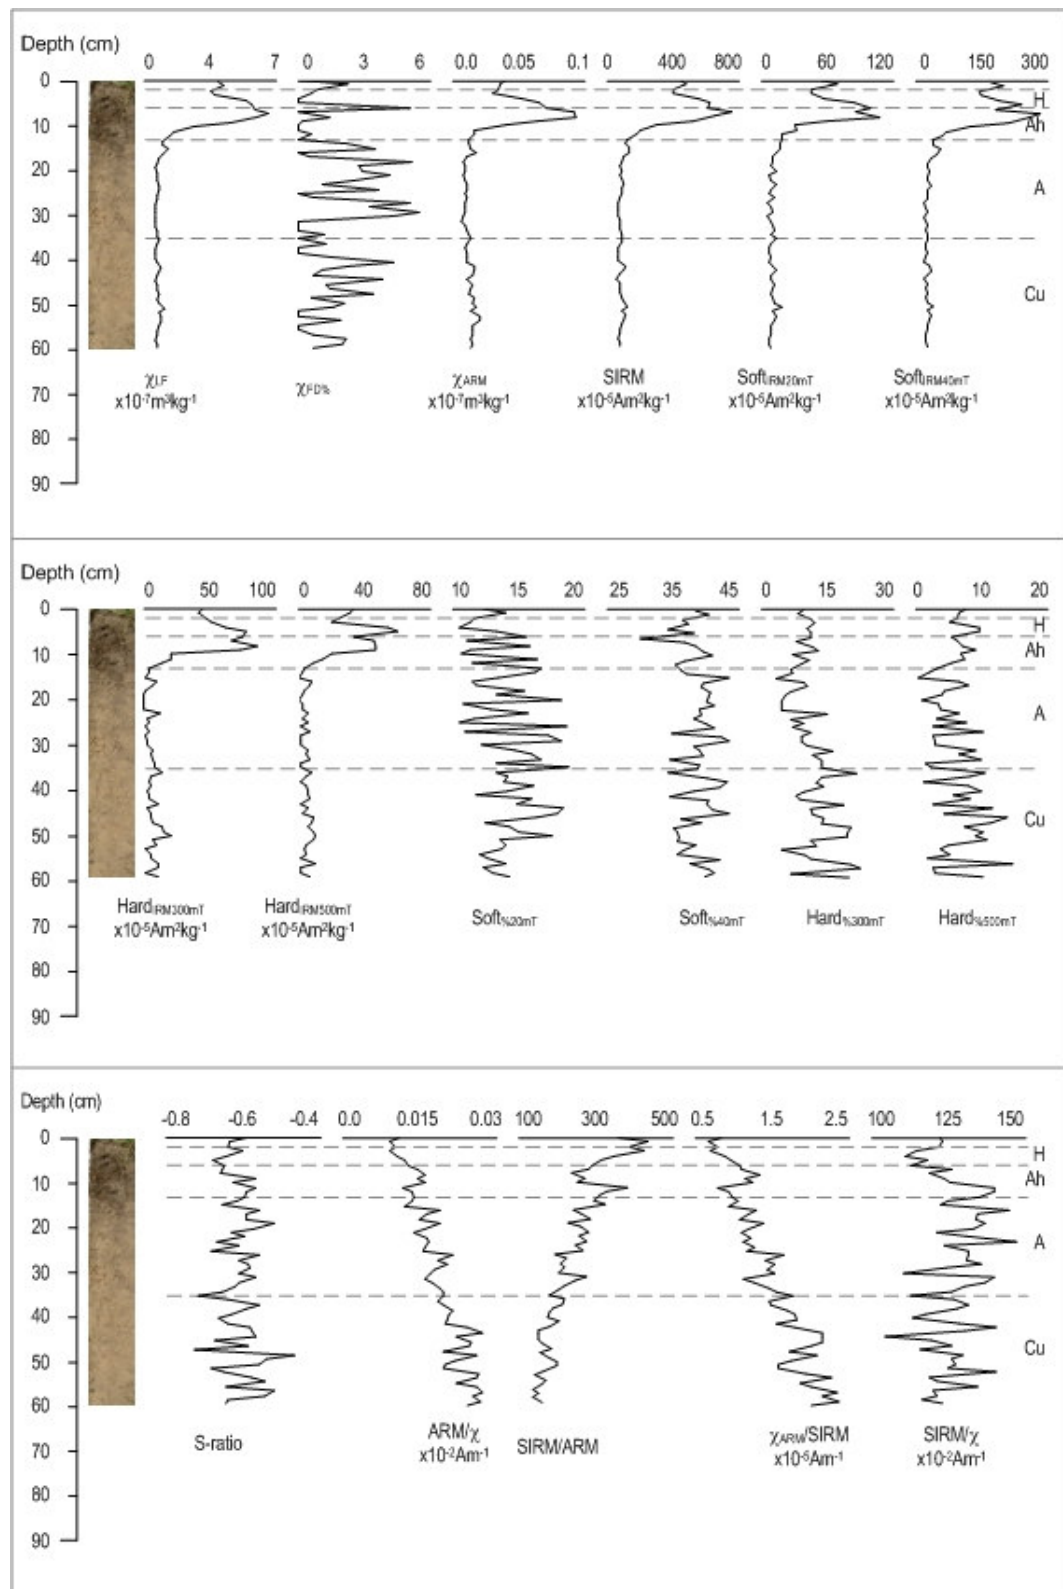 Depth (cm)
0 4 7 0 3 6 0.0 0.05 0.1 0 400 800 0 60 120 0 150 300
0
H
10
Ah
20
A
30
40
Cu
50
60
χLF
x10-7m3kg-1
χFD%
χARM
x10-7m3kg-1
SIRM
x10-5Am2kg-1
SoftIRM20mT
x10-5Am2kg-1
SoftIRM40mT
x10-5Am2kg-1
70
80
90
Depth (cm)
0 50 100 0 40 80 10 15 20 25 35 45 0 15 30 0 10 20
0
H
10
Ah
20
A
30
40
Cu
50
60
HardIRM300mT
x10-5Am2kg-1
HardIRM500mT
x10-5Am2kg-1
Soft%20mT
Soft%40mT
Hard%300mT
Hard%500mT
70
80
90
Depth (cm)
-0.8 -0.6 -0.4 0.0 0.015 0.03 100 300 500 0.5 1.5 2.5 100 125 150
0
H
10
Ah
20
A
30
40
Cu
50
60
S-ratio
ARM/χ
x10-2Am-1
SIRM/ARM
χARM/SIRM
x10-5Am-1
SIRM/χ
x10-2Am-1
70
80
90